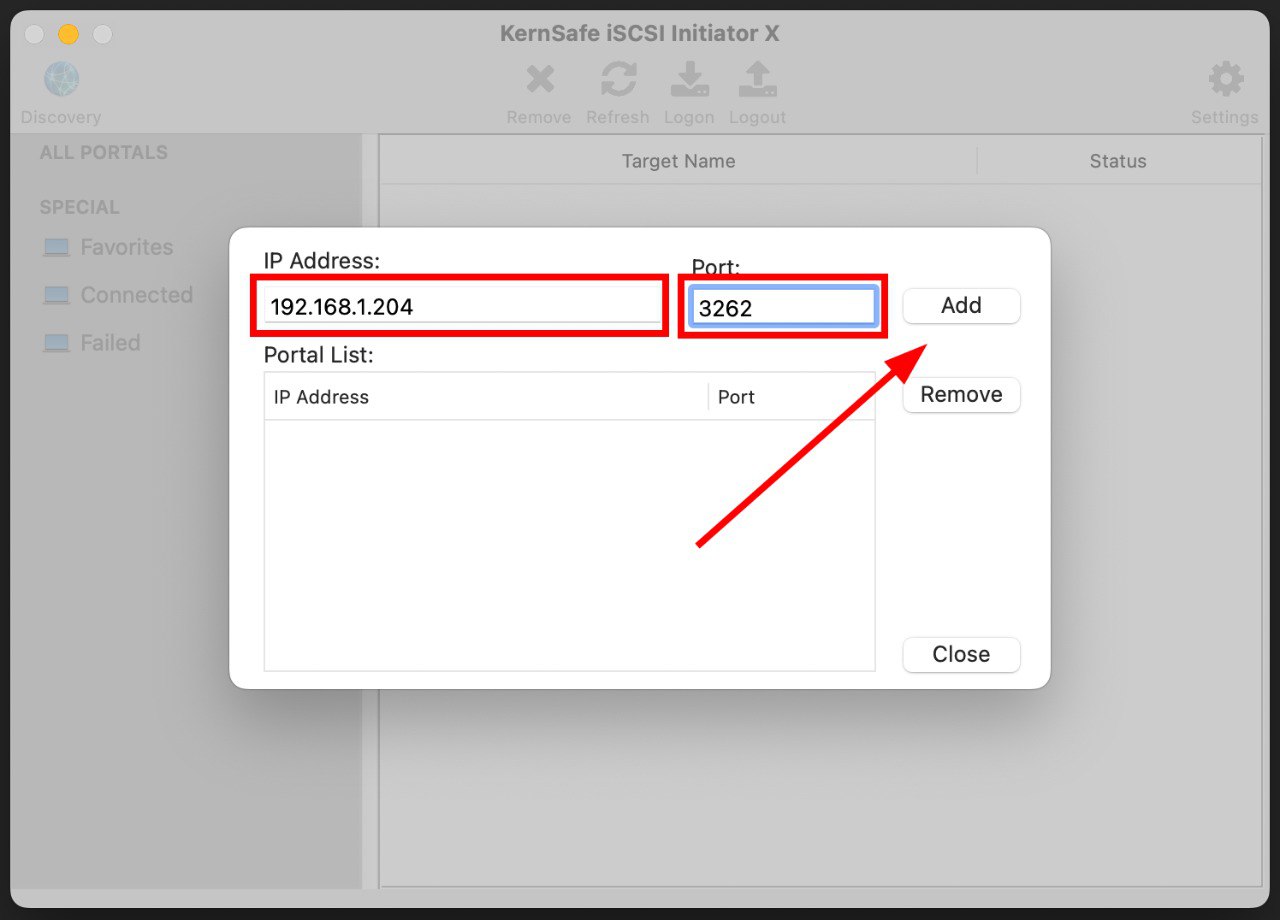 KernSafe iSCSI Initiator X
Discovery
Remove
Refresh
Logon
Logout
Settings
ALL PORTALS
SPECIAL
Favorites
Connected
Failed
Target Name
Status
IP Address:
Port:
192.168.1.204
3262
Add
Portal List:
IP Address
Port
Remove
Close